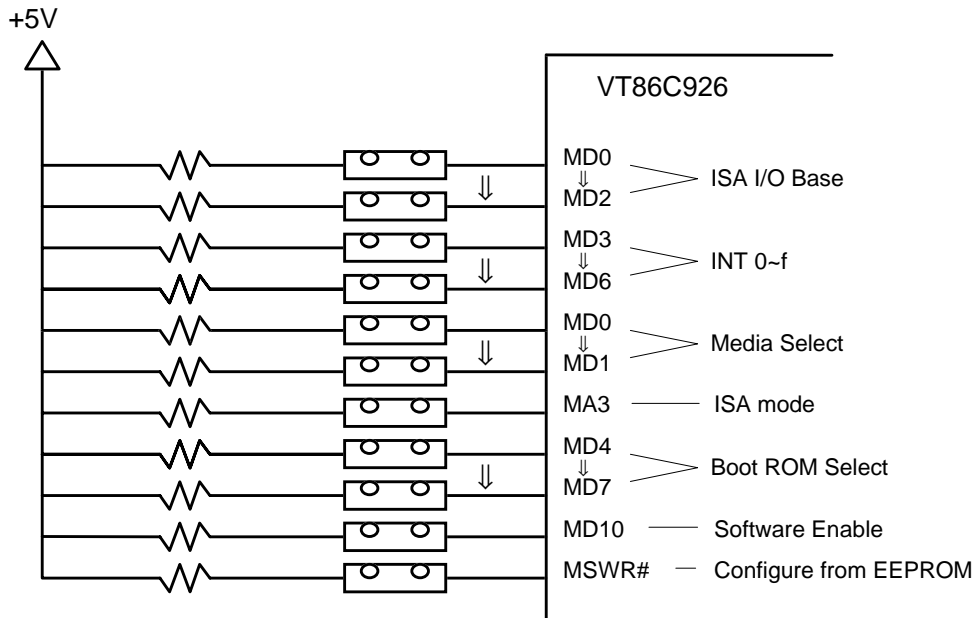 +5V
VT86C926
MD0
⇓
MD2
ISA I/O Base
⇓
MD3
⇓
MD6
INT 0~f
⇓
MD0
⇓
MD1
Media Select
⇓
MA3
ISA mode
MD4
⇓
MD7
Boot ROM Select
⇓
MD10
Software Enable
MSWR#
Configure from EEPROM